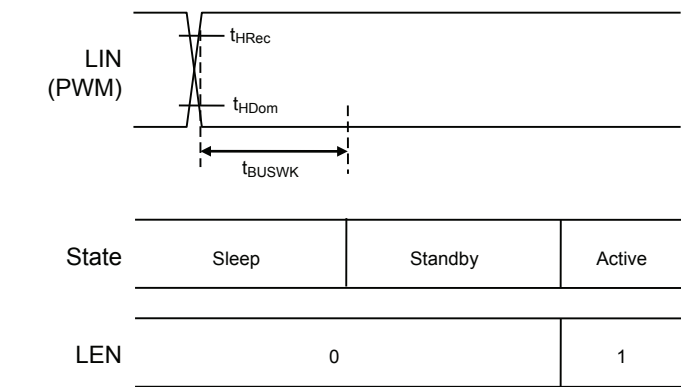 LIN
(PWM)
tHRec
tHDom
tBUSWK
State
Sleep
Standby
Active
LEN
0
1